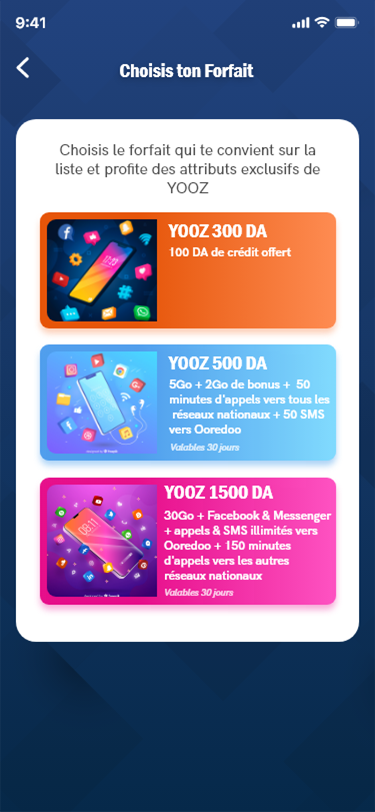 9:41
Choisis ton Forfait
Choisis le forfait qui te convient sur la
liste et profite des attributs exclusifs de
YOOZ
YOOZ 300 DA
100 DA de crédit offert
YOOZ 500 DA
5Go + 2Go de bonus + 50
minutes d'appels vers tous les
réseaux nationaux + 50 SMS
vers Ooredoo
Valables 30 jours
YOOZ 1500 DA
30Go + Facebook & Messenger
+ appels & SMS illimités vers
Ooredoo + 150 minutes
d'appels vers les autres
réseaux nationaux
Valables 30 jours